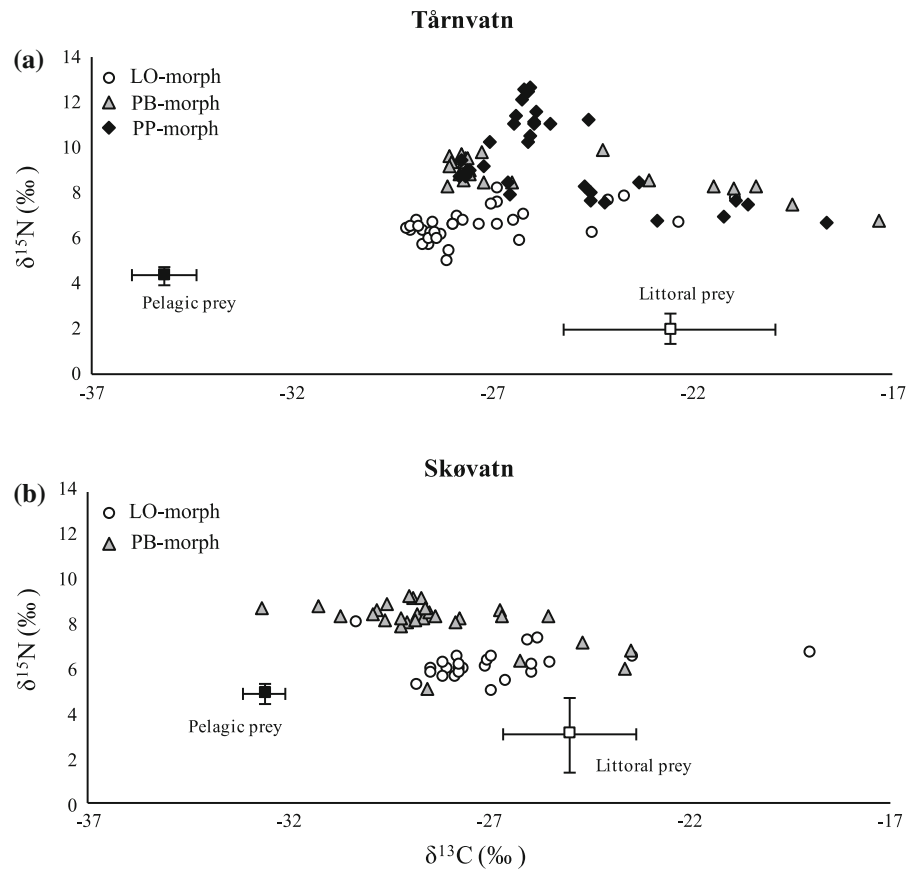 Tårnvatn
(a)
14
12
10
8
6
4
2
0
LO-morph
PB-morph
PP-morph
δ15N (‰)
Pelagic prey
Littoral prey
-37 -32 -27 -22 -17
Skøvatn
(b)
14
12
10
8
6
4
2
0
LO-morph
PB-morph
δ15N (‰)
Pelagic prey
Littoral prey
-37 -32 -27 -22 -17
δ13C (‰)